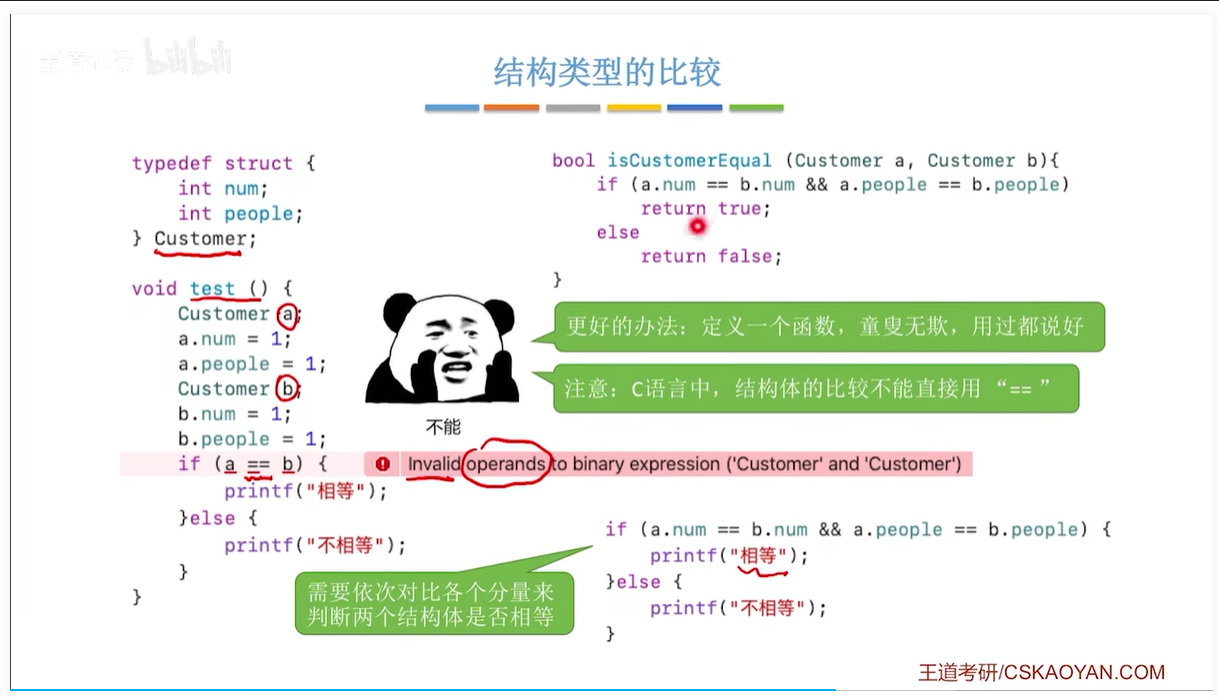 bilibili
结构类型的比较
typedef struct {
    int num;
    int people;
} Customer;
void test () {
    Customer a;
    a.num = 1;
    a.people = 1;
    Customer b;
    b.num = 1;
    b.people = 1;
    if (a == b) {
Invalid operands to binary expression ('Customer' and 'Customer')
        printf("相等");
    }else {
        printf("不相等");
    }
}
不能
bool isCustomerEqual (Customer a, Customer b){
    if (a.num == b.num && a.people == b.people)
        return true;
    else
        return false;
}
更好的办法：定义一个函数，童叟无欺，用过都说好
注意：C语言中，结构体的比较不能直接用 “== ”
需要依次对比各个分量来
判断两个结构体是否相等
if (a.num == b.num && a.people == b.people) {
    printf("相等");
}else {
    printf("不相等");
}
王道考研/CSKAOYAN.COM